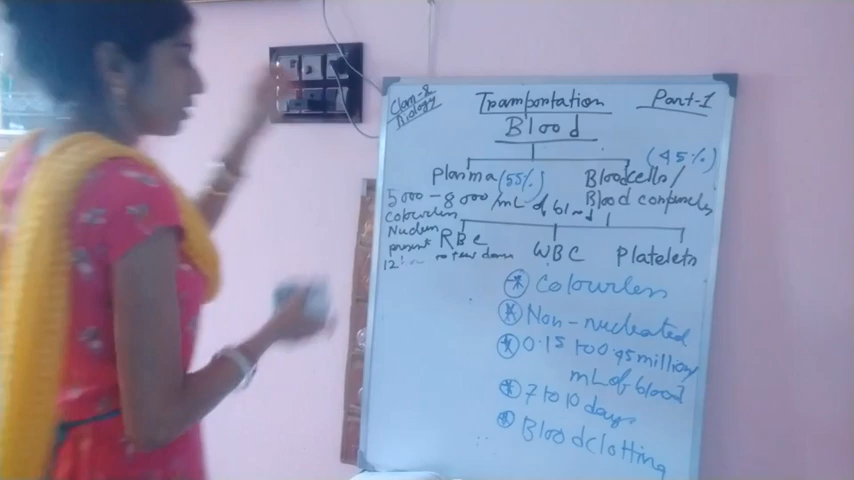 Class-8
Biology
Transportation
Part-1
Blood
(45%)
Plasma (55%)
Bloodcells/
Blood corpuscles
5000-8000/mL of blood
Colourless
Nucleus
present
RBC
WBC
Platelets
12
days
* Colourless
* Non-nucleated
* 0.15 to 0.45 million/
mL of blood
* 7 to 10 days
* Blood clotting